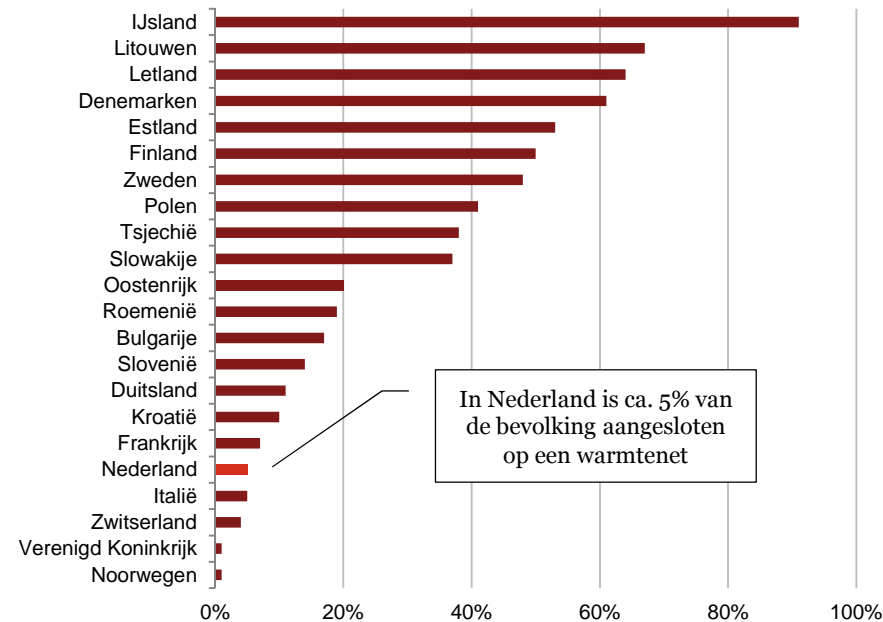 IJsland
Litouwen
Letland
Denemarken
Estland
Finland
Zweden
Polen
Tsjechië
Slowakije
Oostenrijk
Roemenië
Bulgarije
Slovenië
Duitsland
Kroatië
Frankrijk
Nederland
Italië
Zwitserland
Verenigd Koninkrijk
Noorwegen
In Nederland is ca. 5% van
de bevolking aangesloten
op een warmtenet
0% 20% 40% 60% 80% 100%